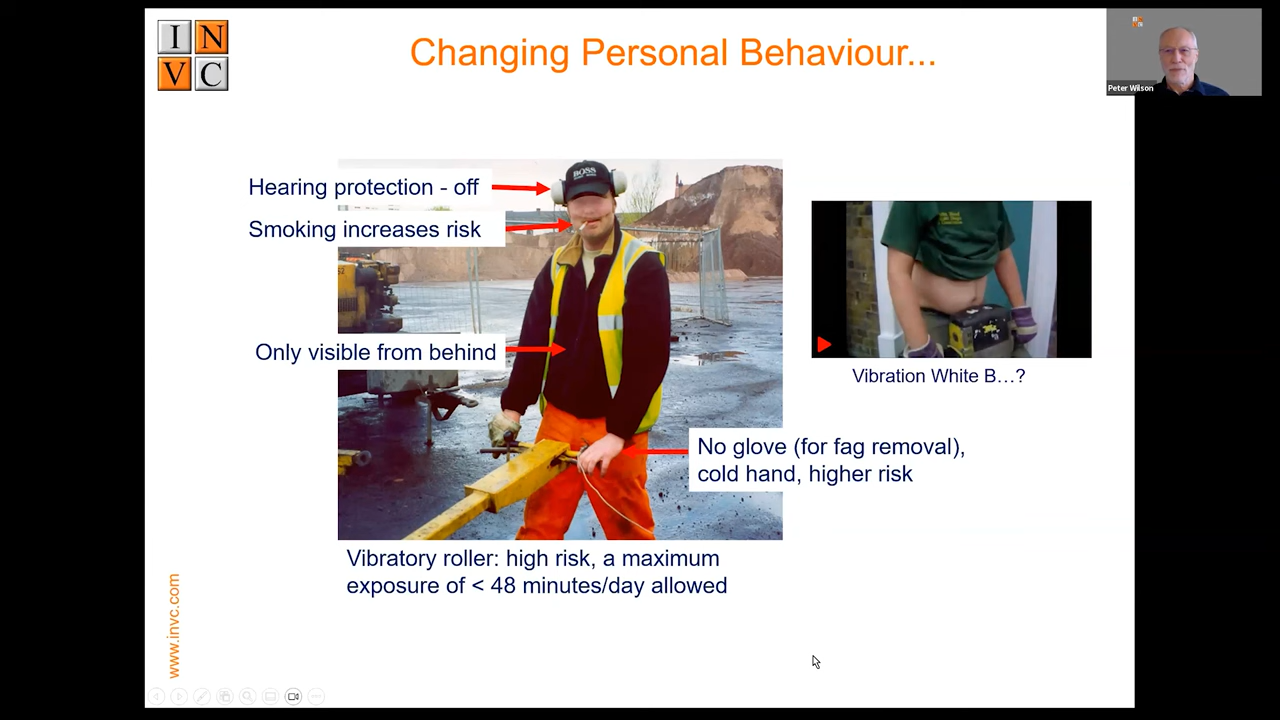 I N
V C
Changing Personal Behaviour...
Peter Wilson
Hearing protection - off
BOSS
Smoking increases risk
Only visible from behind
Vibration White B…?
No glove (for fag removal),
cold hand, higher risk
Vibratory roller: high risk, a maximum
exposure of < 48 minutes/day allowed
www.invc.com